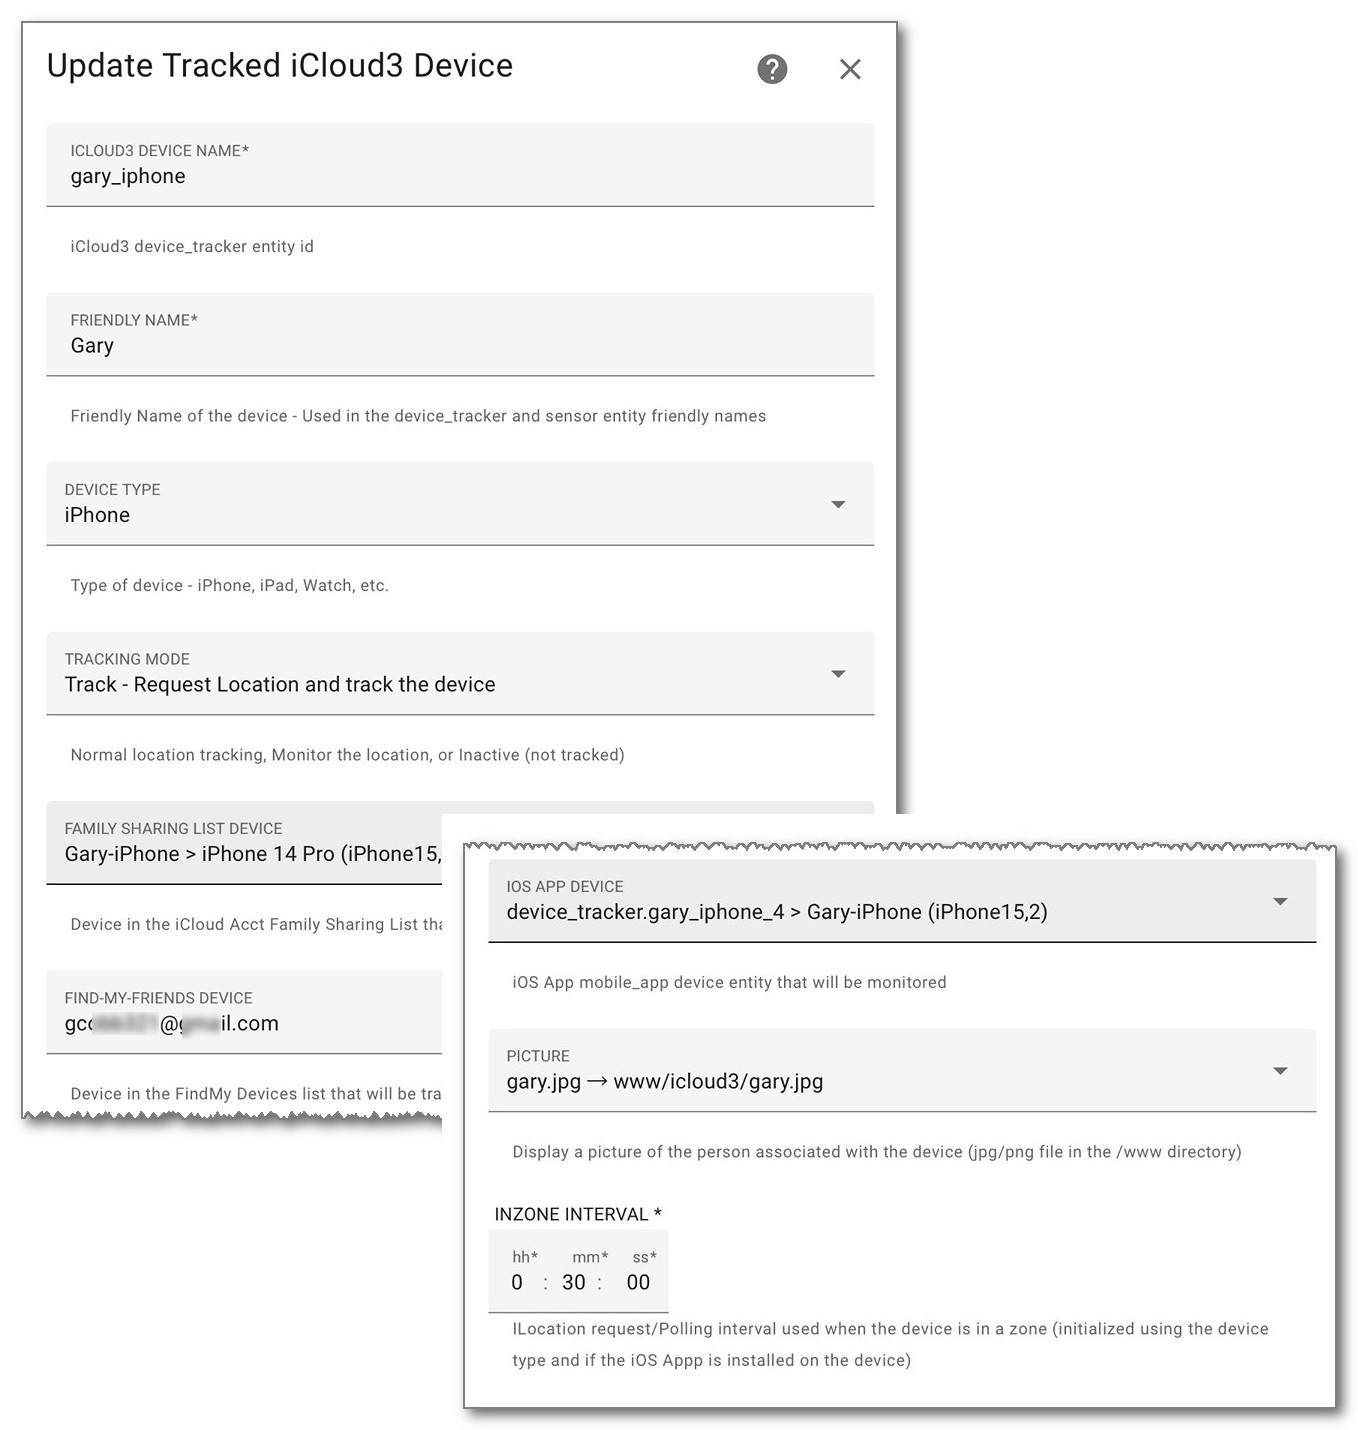 Update Tracked iCloud3 Device
ICLOUD3 DEVICE NAME*
gary_iphone
iCloud3 device_tracker entity id
FRIENDLY NAME*
Gary
Friendly Name of the device - Used in the device_tracker and sensor entity friendly names
DEVICE TYPE
iPhone
Type of device - iPhone, iPad, Watch, etc.
TRACKING MODE
Track - Request Location and track the device
Normal location tracking, Monitor the location, or Inactive (not tracked)
FAMILY SHARING LIST DEVICE
Gary-iPhone > iPhone 14 Pro (iPhone15,
Device in the iCloud Acct Family Sharing List tha
FIND-MY-FRIENDS DEVICE
Device in the FindMy Devices list that will be tra
IOS APP DEVICE
device_tracker.gary_iphone_4 > Gary-iPhone (iPhone15,2)
iOS App mobile_app device entity that will be monitored
PICTURE
gary.jpg → www/icloud3/gary.jpg
Display a picture of the person associated with the device (jpg/png file in the /www directory)
INZONE INTERVAL *
hh* mm* ss*
0 : 30 : 00
ILocation request/Polling interval used when the device is in a zone (initialized using the device
type and if the iOS Appp is installed on the device)